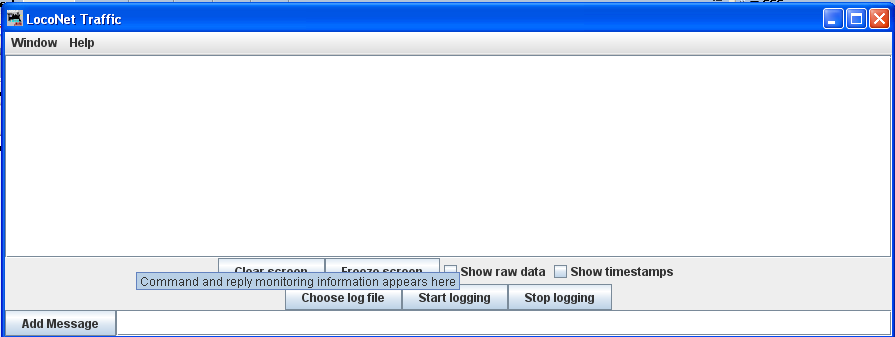 LocoNet Traffic
Window Help
Clear screen Freeze screen Show raw data Show timestamps
Command and reply monitoring information appears here
Choose log file Start logging Stop logging
Add Message